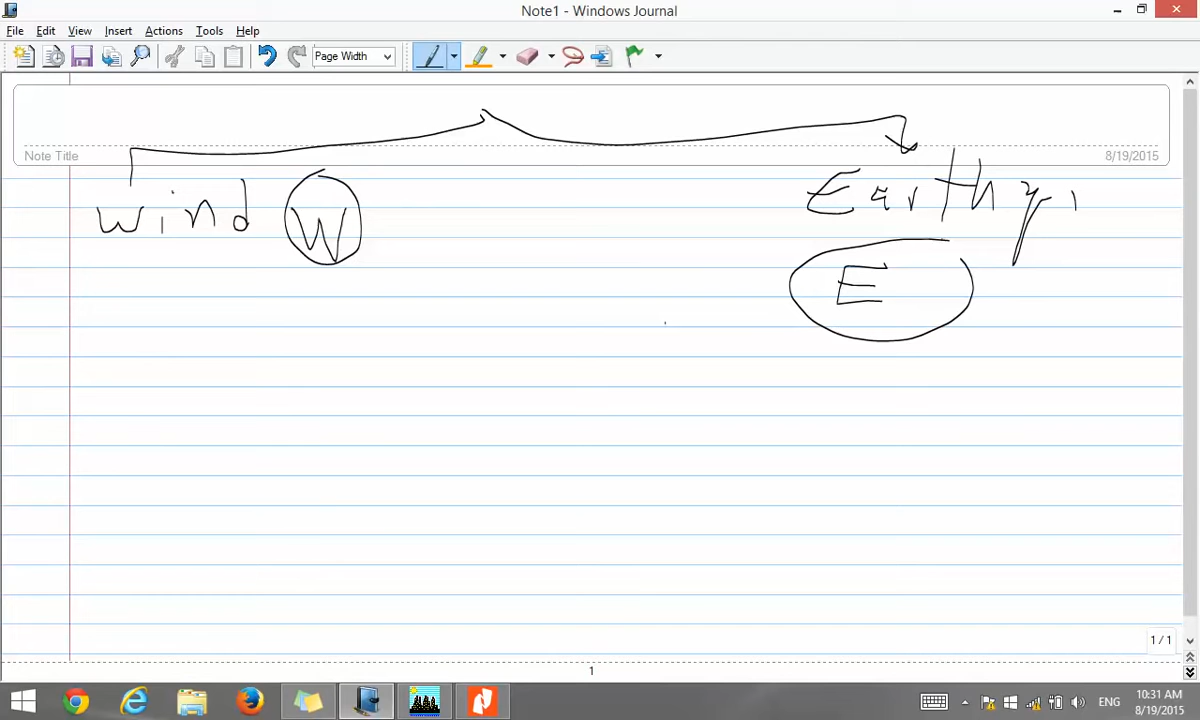 Note1 - Windows Journal
File Edit View Insert Actions Tools Help
Page Width
Note Title
8/19/2015
wind W
E
1 / 1
1
ENG
10:31 AM
8/19/2015